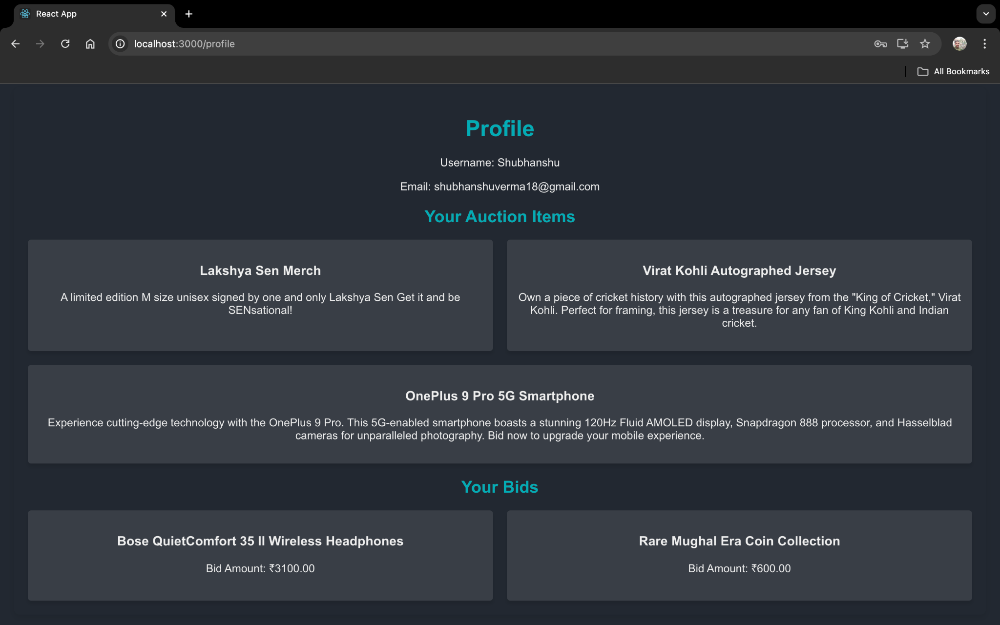 React App
localhost:3000/profile
All Bookmarks
Profile
Username: Shubhanshu
Email: shubhanshuverma18@gmail.com
Your Auction Items
Lakshya Sen Merch
A limited edition M size unisex signed by one and only Lakshya Sen Get it and be
SENsational!
Virat Kohli Autographed Jersey
Own a piece of cricket history with this autographed jersey from the "King of Cricket," Virat
Kohli. Perfect for framing, this jersey is a treasure for any fan of King Kohli and Indian
cricket.
OnePlus 9 Pro 5G Smartphone
Experience cutting-edge technology with the OnePlus 9 Pro. This 5G-enabled smartphone boasts a stunning 120Hz Fluid AMOLED display, Snapdragon 888 processor, and Hasselblad
cameras for unparalleled photography. Bid now to upgrade your mobile experience.
Your Bids
Bose QuietComfort 35 II Wireless Headphones
Bid Amount: ₹3100.00
Rare Mughal Era Coin Collection
Bid Amount: ₹600.00